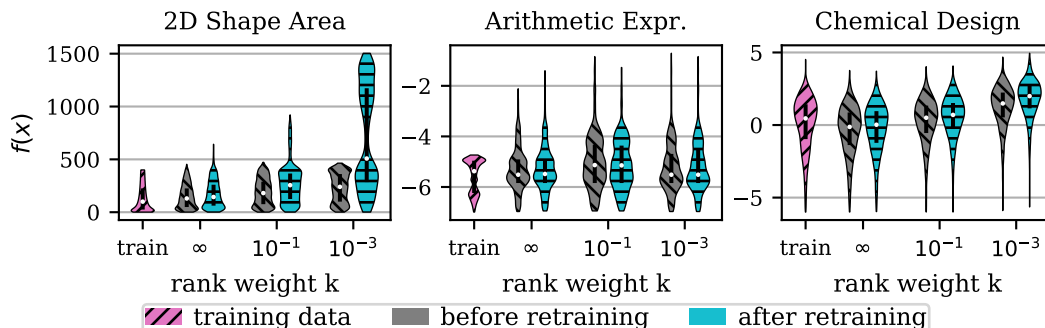 2D Shape Area
Arithmetic Expr.
Chemical Design
f(x)
1500
1000
500
0
−2
−4
−6
5
0
−5
train ∞ 10⁻¹ 10⁻³
train ∞ 10⁻¹ 10⁻³
train ∞ 10⁻¹ 10⁻³
rank weight k
rank weight k
rank weight k
training data
before retraining
after retraining